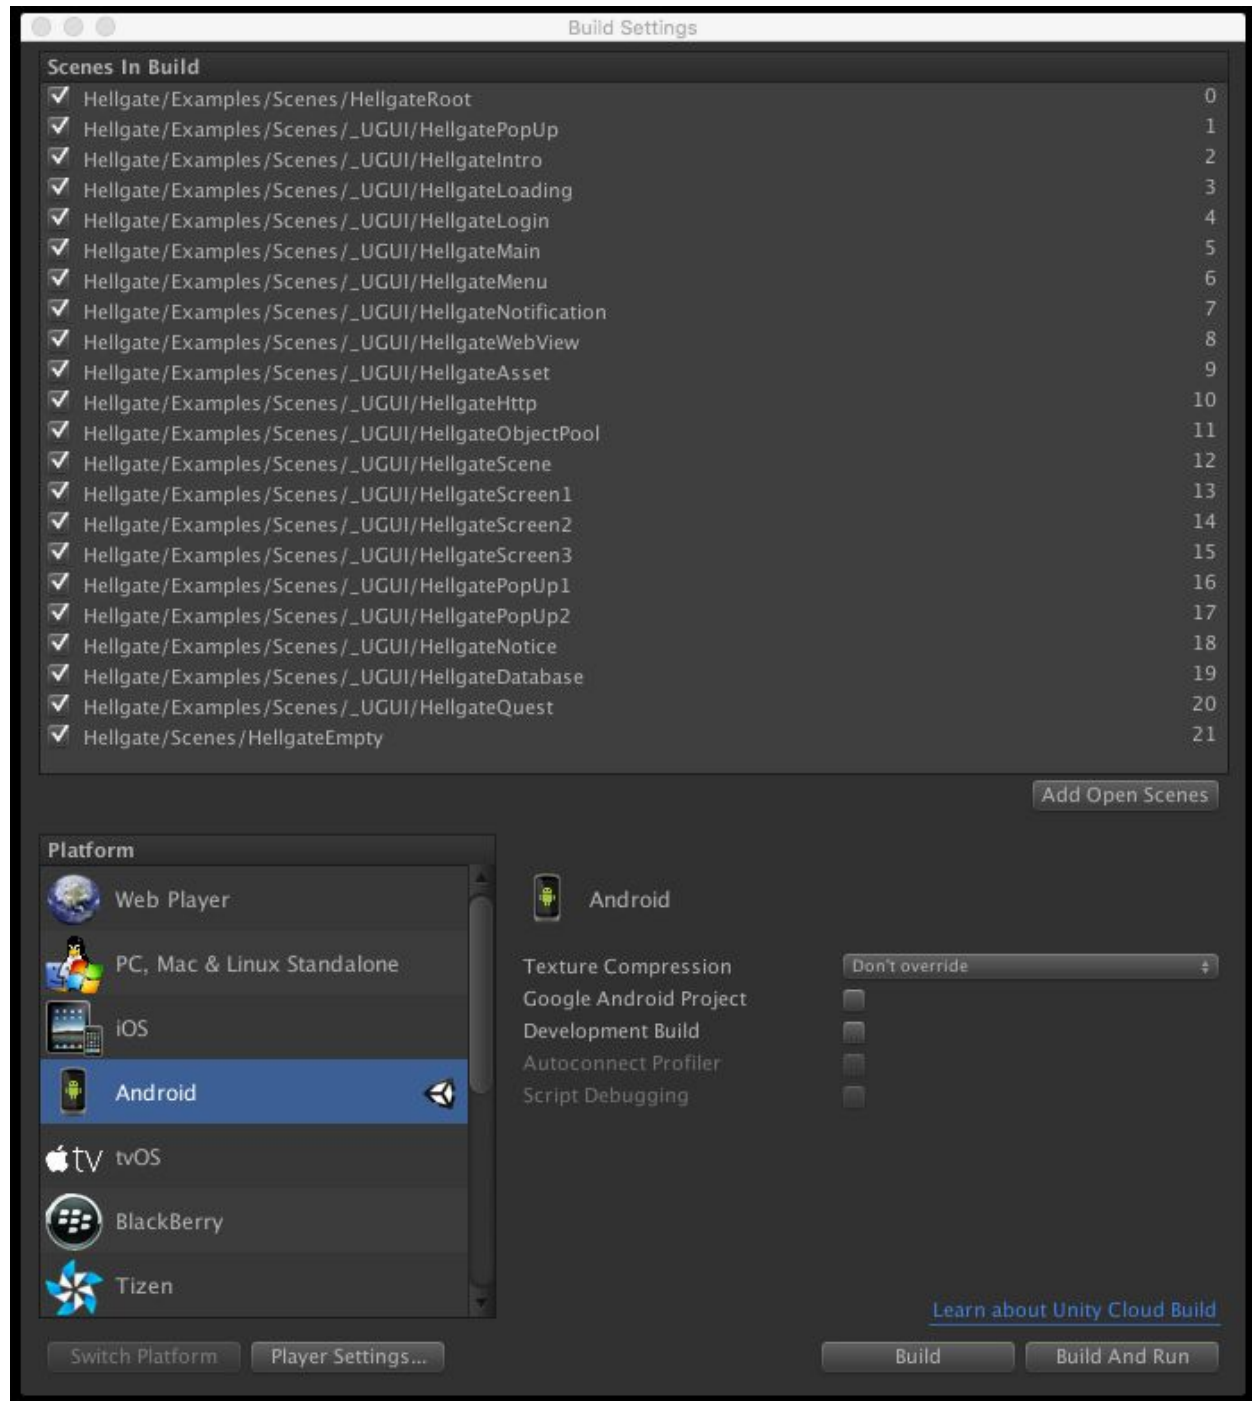 Build Settings
Scenes In Build
Hellgate/Examples/Scenes/HellgateRoot 0
Hellgate/Examples/Scenes/_UGUI/HellgatePopUp 1
Hellgate/Examples/Scenes/_UGUI/HellgateIntro 2
Hellgate/Examples/Scenes/_UGUI/HellgateLoading 3
Hellgate/Examples/Scenes/_UGUI/HellgateLogin 4
Hellgate/Examples/Scenes/_UGUI/HellgateMain 5
Hellgate/Examples/Scenes/_UGUI/HellgateMenu 6
Hellgate/Examples/Scenes/_UGUI/HellgateNotification 7
Hellgate/Examples/Scenes/_UGUI/HellgateWebView 8
Hellgate/Examples/Scenes/_UGUI/HellgateAsset 9
Hellgate/Examples/Scenes/_UGUI/HellgateHttp 10
Hellgate/Examples/Scenes/_UGUI/HellgateObjectPool 11
Hellgate/Examples/Scenes/_UGUI/HellgateScene 12
Hellgate/Examples/Scenes/_UGUI/HellgateScreen1 13
Hellgate/Examples/Scenes/_UGUI/HellgateScreen2 14
Hellgate/Examples/Scenes/_UGUI/HellgateScreen3 15
Hellgate/Examples/Scenes/_UGUI/HellgatePopUp1 16
Hellgate/Examples/Scenes/_UGUI/HellgatePopUp2 17
Hellgate/Examples/Scenes/_UGUI/HellgateNotice 18
Hellgate/Examples/Scenes/_UGUI/HellgateDatabase 19
Hellgate/Examples/Scenes/_UGUI/HellgateQuest 20
Hellgate/Scenes/HellgateEmpty 21
Add Open Scenes
Platform
Web Player
PC, Mac & Linux Standalone
iOS
Android
tv tvOS
BlackBerry
Tizen
Android
Texture Compression Don't override
Google Android Project
Development Build
Autoconnect Profiler
Script Debugging
Learn about Unity Cloud Build
Switch Platform Player Settings... Build Build And Run